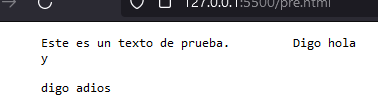 127.0.0.1:5500/pre.html
Este es un texto de prueba.         Digo hola
y
digo adios